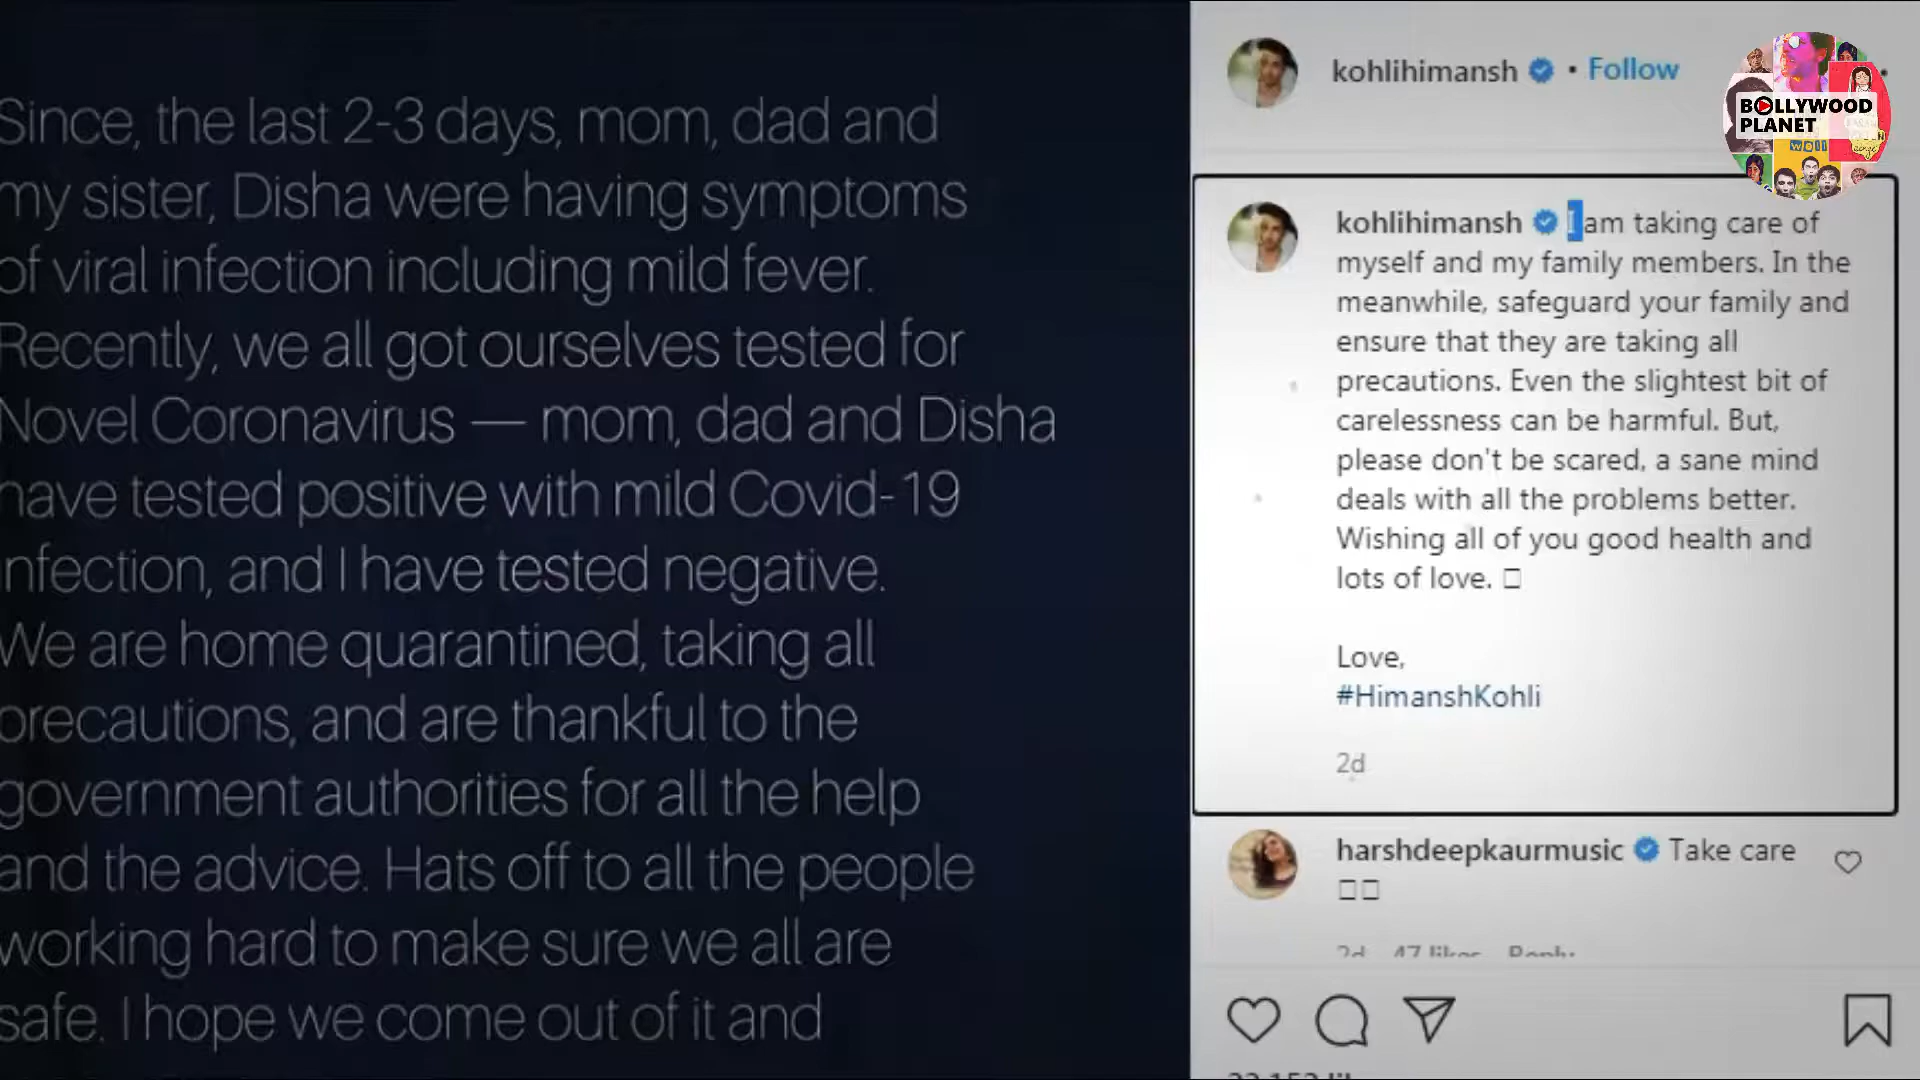 Since, the last 2-3 days, mom, dad and
my sister, Disha were having symptoms
of viral infection including mild fever.
Recently, we all got ourselves tested for
Novel Coronavirus — mom, dad and Disha
have tested positive with mild Covid-19
infection, and I have tested negative.
We are home quarantined, taking all
precautions, and are thankful to the
government authorities for all the help
and the advice. Hats off to all the people
working hard to make sure we all are
safe. I hope we come out of it and
kohlihimansh • Follow
BOLLYWOOD
PLANET
kohlihimansh I am taking care of
myself and my family members. In the
meanwhile, safeguard your family and
ensure that they are taking all
precautions. Even the slightest bit of
carelessness can be harmful. But,
please don't be scared, a sane mind
deals with all the problems better.
Wishing all of you good health and
lots of love.
Love,
#HimanshKohli
2d
harshdeepkaurmusic Take care
2d 47 likes Reply